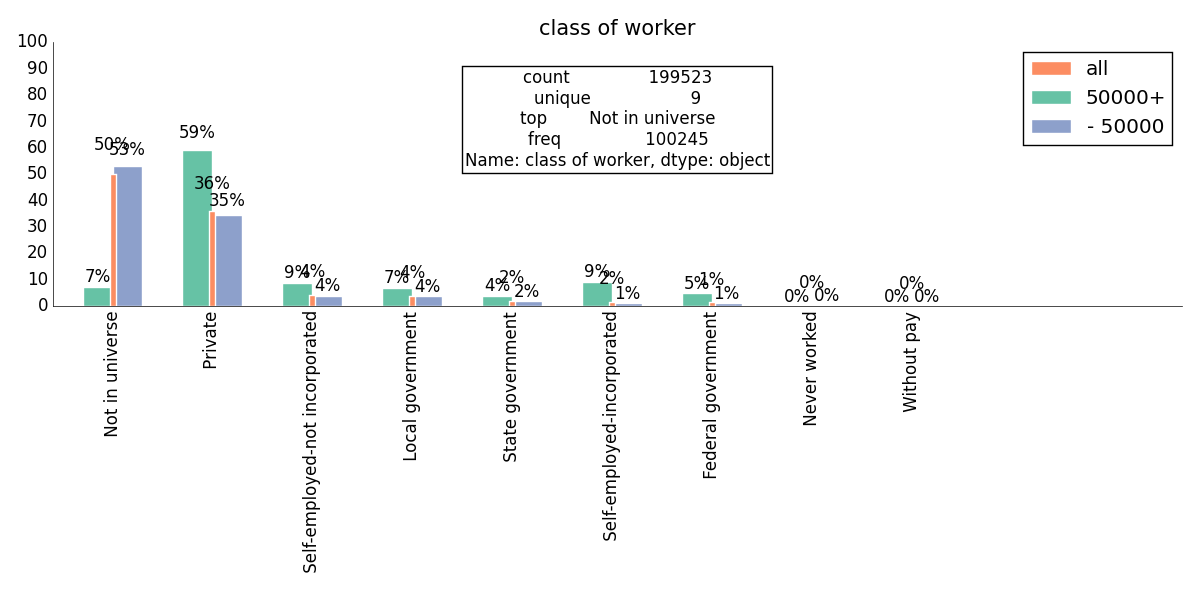 class of worker
100
90
80
70
60
50
40
30
20
10
0
count 199523
unique 9
top Not in universe
freq 100245
Name: class of worker, dtype: object
all
50000+
- 50000
7% 50% 53%
59% 36% 35%
9% 4% 4%
7% 4% 4%
4% 2% 2%
9% 2% 1%
5% 1% 1%
0% 0% 0%
0% 0% 0%
Not in universe
Private
Self-employed-not incorporated
Local government
State government
Self-employed-incorporated
Federal government
Never worked
Without pay